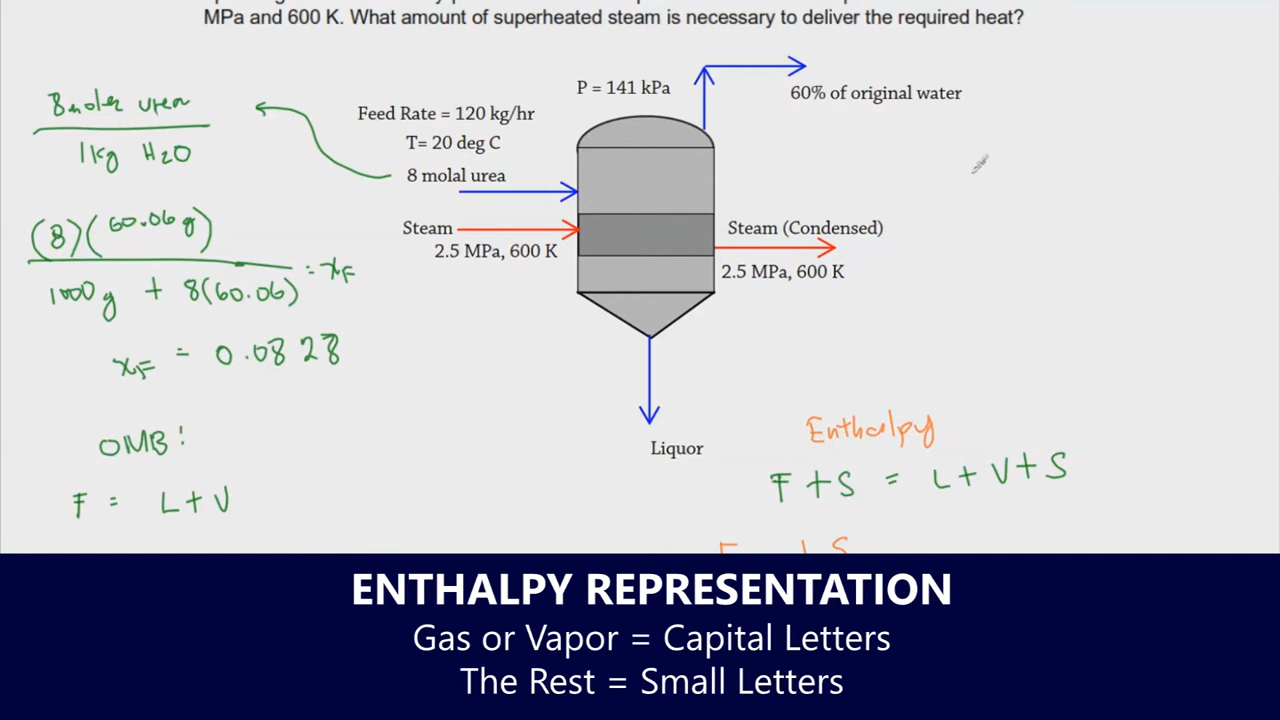 MPa and 600 K. What amount of superheated steam is necessary to deliver the required heat?
P = 141 kPa
60% of original water
Feed Rate = 120 kg/hr
T= 20 deg C
8 molal urea
8 moles urea
1 kg H2O
Steam
2.5 MPa, 600 K
Steam (Condensed)
2.5 MPa, 600 K
(8)(60.06 g)
1000 g + 8(60.06)
= xF
xF = 0.0828
Liquor
OMB:
F = L + V
Enthalpy
F + S = L + V + S
ENTHALPY REPRESENTATION
Gas or Vapor = Capital Letters
The Rest = Small Letters